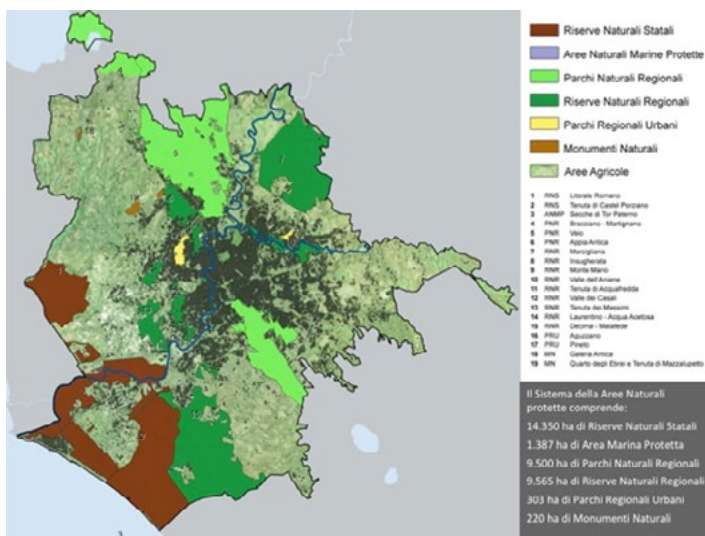 Riserve Naturali Statali
Aree Naturali Marine Protette
Parchi Naturali Regionali
Riserve Naturali Regionali
Parchi Regionali Urbani
Monumenti Naturali
Aree Agricole
1 RNS Litorale Romano
2 RNS Tenuta di Castel Porziano
3 ANMP Secche di Tor Paterno
4 PNR Bracciano - Martignano
5 PNR Veio
6 PNR Appia Antica
7 RNR Marcigliana
8 RNR Insugherata
9 RNR Monte Mario
10 RNR Valle dell'Aniene
11 RNR Tenuta di Acquafredda
12 RNR Valle dei Casali
13 RNR Tenuta dei Massimi
14 RNR Laurentino - Acqua Acetosa
15 RNR Decima - Malafede
16 PRU Aguzzano
17 PRU Pineto
18 MN Galeria Antica
19 MN Quarto degli Ebrei e Tenuta di Mazzalupetto
Il Sistema della Aree Naturali
protette comprende:
14.350 ha di Riserve Naturali Statali
1.387 ha di Area Marina Protetta
9.500 ha di Parchi Naturali Regionali
9.565 ha di Riserve Naturali Regionali
303 ha di Parchi Regionali Urbani
220 ha di Monumenti Naturali